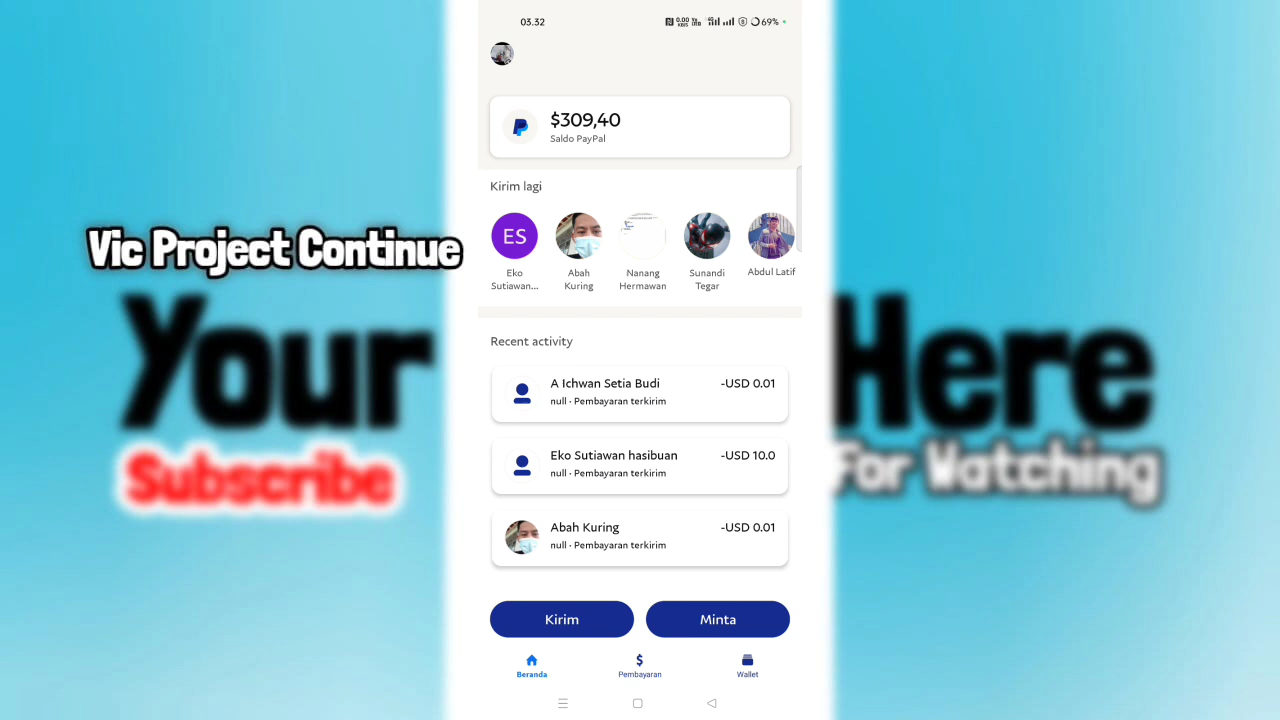 03.32
0.00 KB/S
69%
$309,40
Saldo PayPal
Kirim lagi
ES
Eko Sutiawan...
Abah Kuring
Nanang Hermawan
Sunandi Tegar
Abdul Latif
Recent activity
A Ichwan Setia Budi -USD 0.01
null · Pembayaran terkirim
Eko Sutiawan hasibuan -USD 10.0
null · Pembayaran terkirim
Abah Kuring -USD 0.01
null · Pembayaran terkirim
Kirim Minta
Beranda Pembayaran Wallet
Vic Project Continue
Your Here
Subscribe For Watching